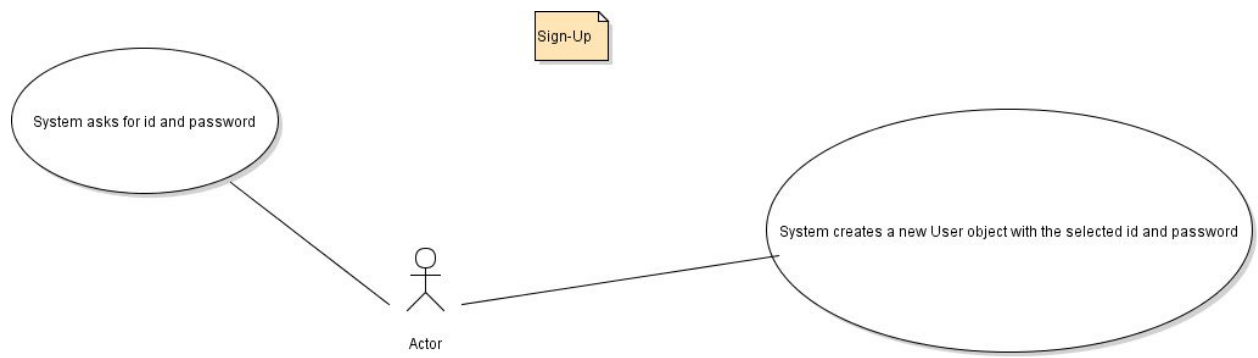 Sign-Up
System asks for id and password
System creates a new User object with the selected id and password
Actor